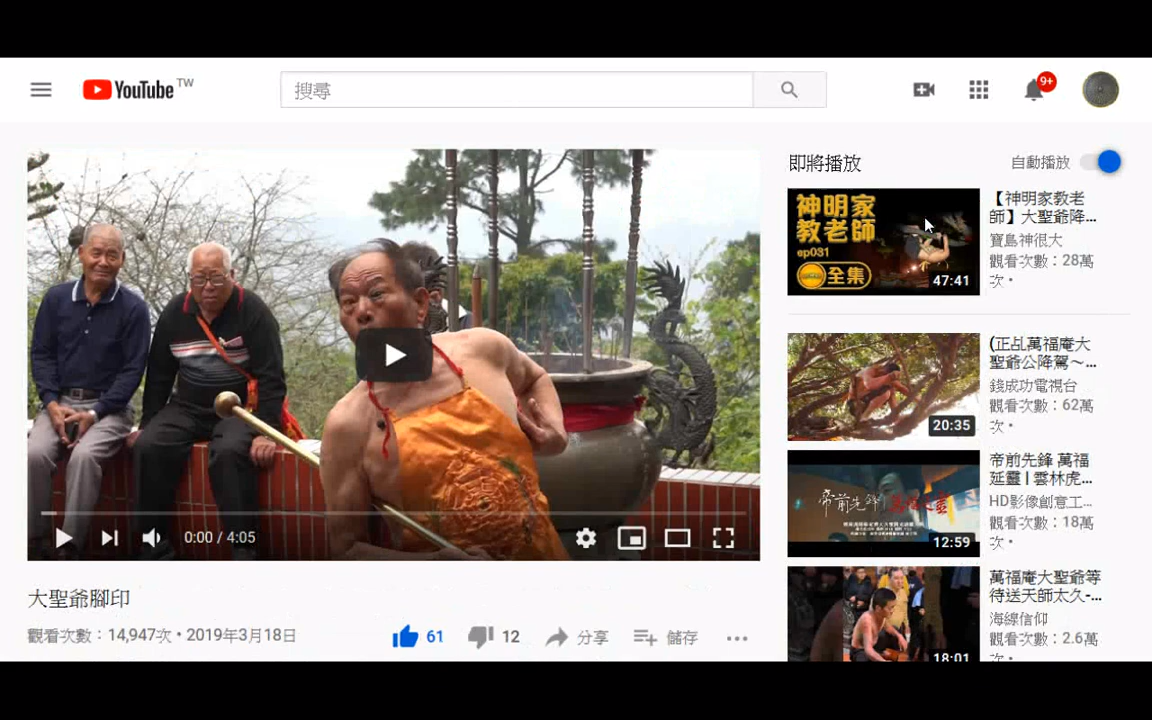 YouTube TW
搜尋
9+
0:00 / 4:05
大聖爺腳印
觀看次數：14,947次 • 2019年3月18日
61
12
分享
儲存
即將播放
自動播放
神明家
教老師
ep031
全集
47:41
【神明家教老
師】大聖爺降...
寶島神很大
觀看次數：28萬
次 •
20:35
(正乩萬福庵大
聖爺公降駕～...
錢成功電視台
觀看次數：62萬
次 •
帝前先鋒 萬福
12:59
帝前先鋒 萬福
延靈 | 雲林虎...
HD影像創意工...
觀看次數：18萬
次 •
18:01
萬福庵大聖爺等
待送天師太久-...
海線信仰
觀看次數：2.6萬
次 •